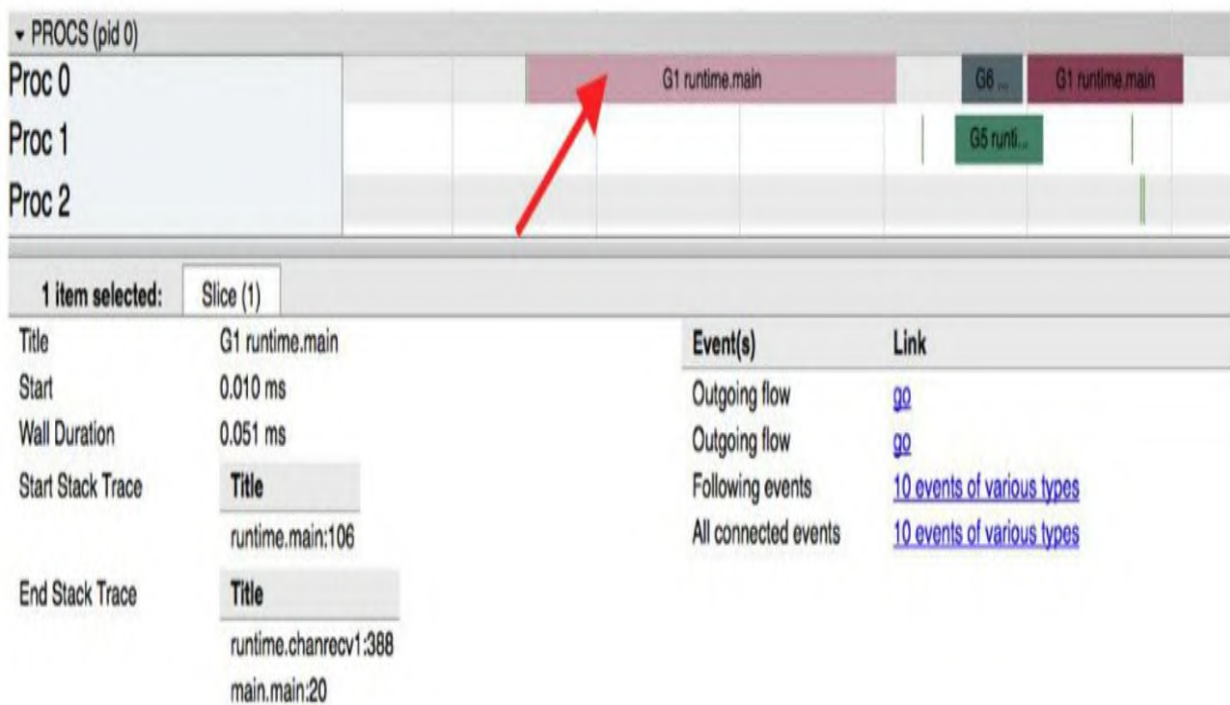 ▾ PROCS (pid 0)
Proc 0
G1 runtime.main
G6 ...
G1 runtime.main
Proc 1
G5 runti...
Proc 2
1 item selected:
Slice (1)
Title
G1 runtime.main
Start
0.010 ms
Wall Duration
0.051 ms
Start Stack Trace
Title
runtime.main:106
End Stack Trace
Title
runtime.chanrecv1:388
main.main:20
Event(s)
Link
Outgoing flow
go
Outgoing flow
go
Following events
10 events of various types
All connected events
10 events of various types